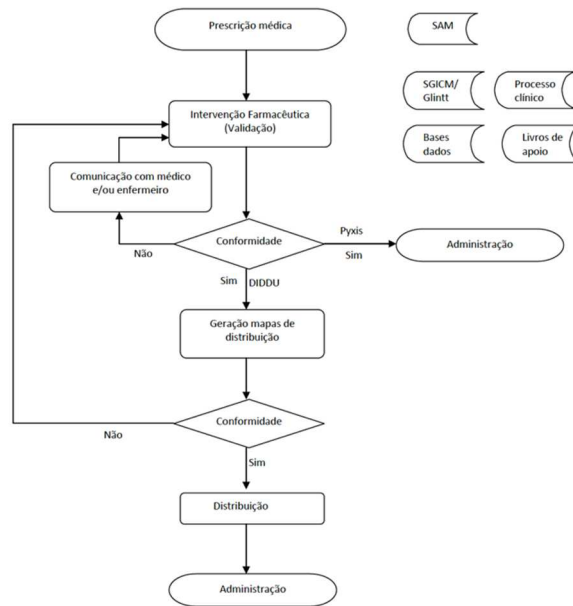 Prescrição médica
SAM
SGICM/
Glintt
Processo
clínico
Intervenção Farmacêutica
(Validação)
Bases
dados
Livros de
apoio
Comunicação com médico
e/ou enfermeiro
Conformidade
Pyxis
Sim
Administração
Não
Sim
DIDDU
Geração mapas de
distribuição
Conformidade
Não
Sim
Distribuição
Administração